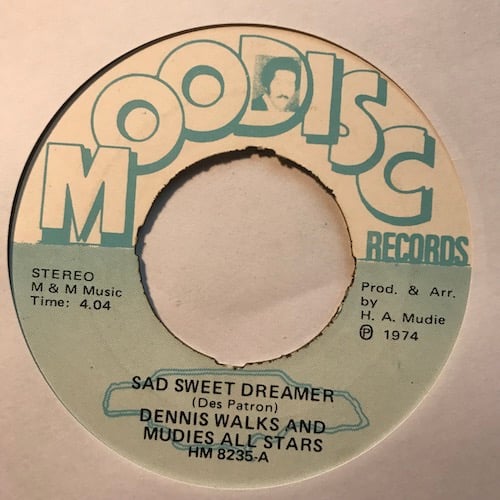 MOODISC
RECORDS
STEREO
M & M Music
Time: 4.04
Prod. & Arr.
by
H. A. Mudie
Ⓟ 1974
SAD SWEET DREAMER
(Des Patron)
DENNIS WALKS AND
MUDIES ALL STARS
HM 8235-A